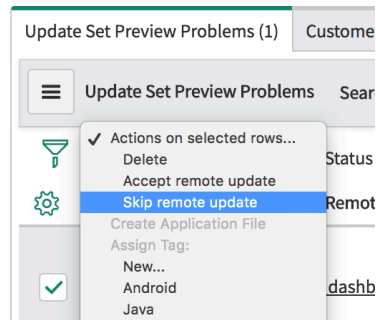 Update Set Preview Problems (1) Custome
Update Set Preview Problems Sear
Actions on selected rows...
Status
Delete
Accept remote update
Skip remote update
Remot
Create Application File
Assign Tag:
New...
Android
dashb
Java